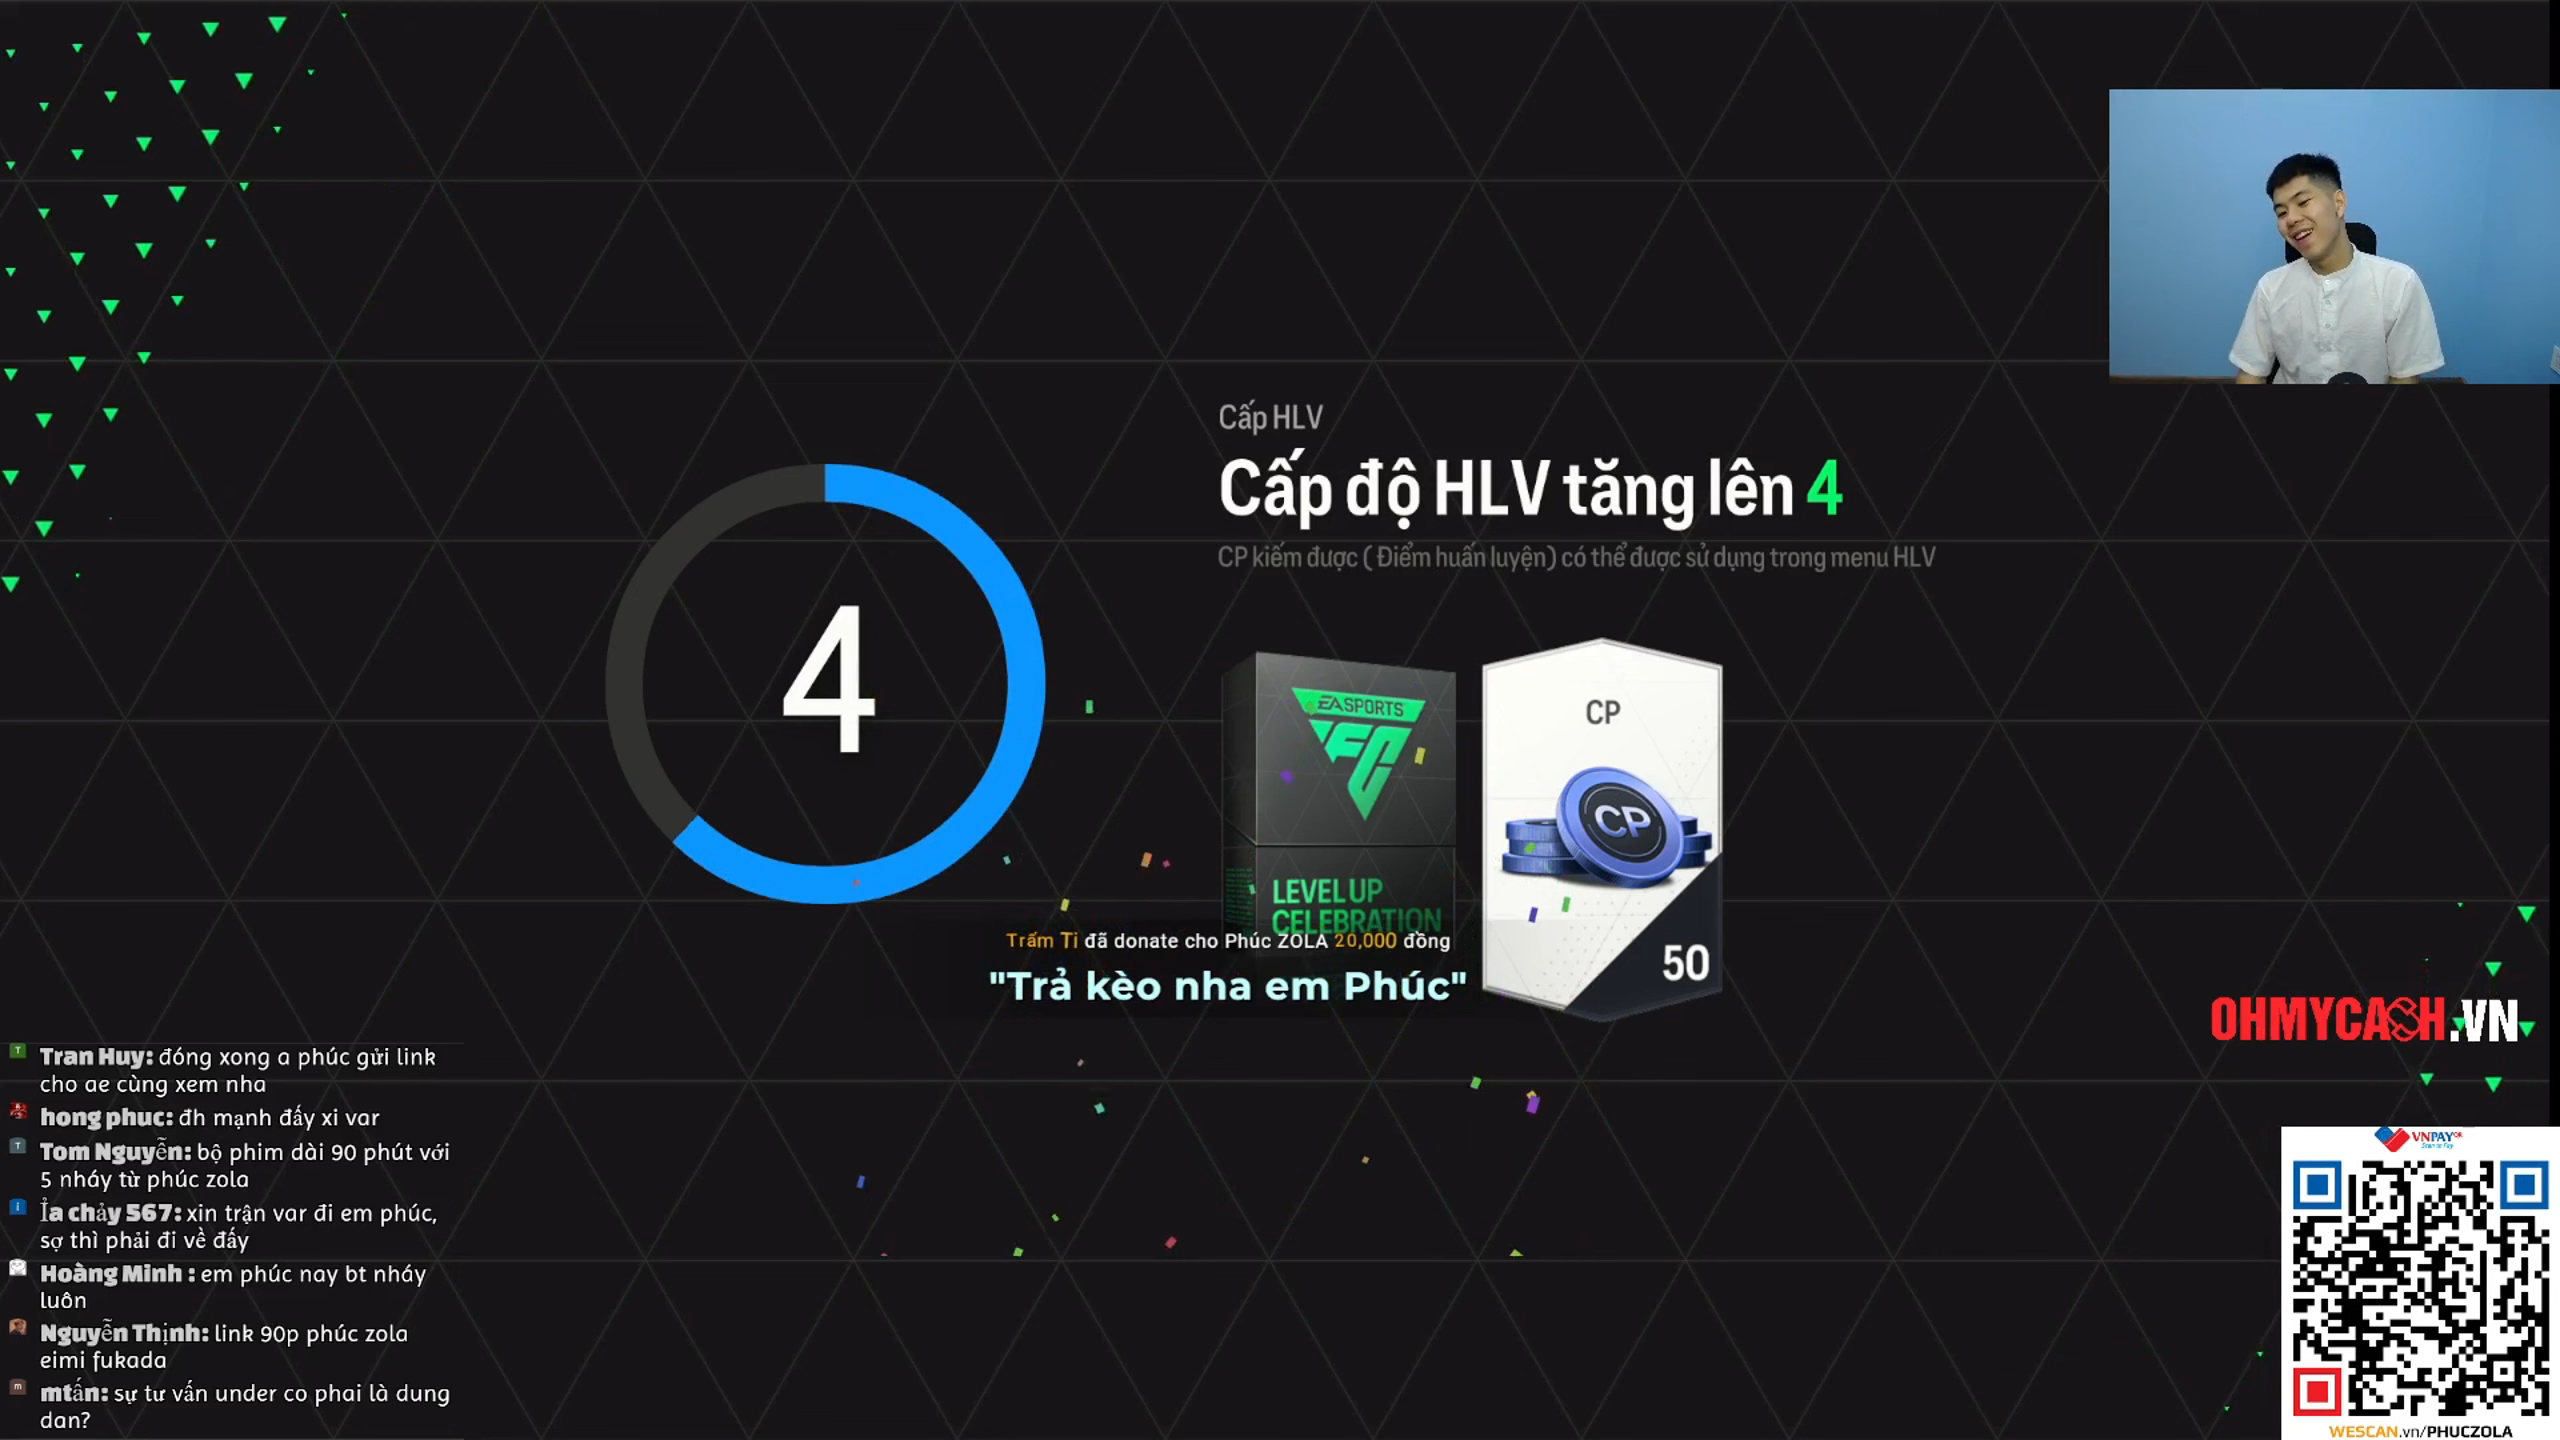 Cấp HLV
Cấp độ HLV tăng lên 4
CP kiếm được ( Điểm huấn luyện) có thể được sử dụng trong menu HLV
4
EA SPORTS
FC
LEVEL UP
CELEBRATION
CP
CP
50
Trấm Ti đã donate cho Phúc ZOLA 20,000 đồng
"Trả kèo nha em Phúc"
Tran Huy: đóng xong a phúc gửi link
cho ae cùng xem nha
hong phuc: đh mạnh đấy xi var
Tom Nguyễn: bộ phim dài 90 phút với
5 nháy từ phúc zola
Ỉa chảy 567: xin trận var đi em phúc,
sợ thì phải đi về đấy
Hoàng Minh : em phúc nay bt nháy
luôn
Nguyễn Thịnh: link 90p phúc zola
eimi fukada
mtấn: sự tư vấn under co phai là dung
dan?
OHMYCASH.VN
VNPAYQR
Scan to Pay
WESCAN.vn/PHUCZOLA